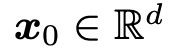 x₀ ∈ ℝᵈ